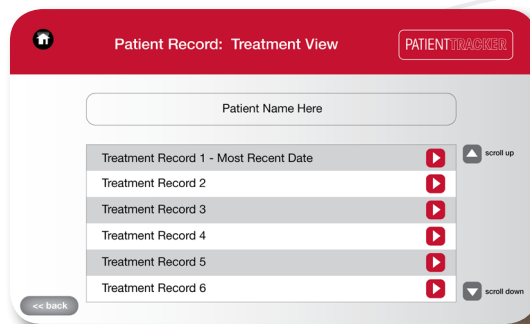 Patient Record: Treatment View
PATIENTTRACKER
Patient Name Here
Treatment Record 1 - Most Recent Date
scroll up
Treatment Record 2
Treatment Record 3
Treatment Record 4
Treatment Record 5
Treatment Record 6
scroll down
<< back